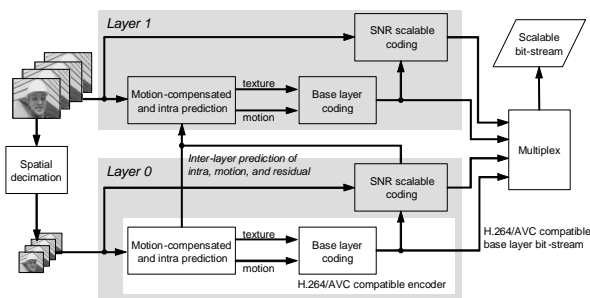 Layer 1
SNR scalable
coding
Scalable
bit-stream
Motion-compensated
and intra prediction
texture
motion
Base layer
coding
Multiplex
Spatial
decimation
Layer 0
Inter-layer prediction of
intra, motion, and residual
SNR scalable
coding
Motion-compensated
and intra prediction
texture
motion
Base layer
coding
H.264/AVC compatible
base layer bit-stream
H.264/AVC compatible encoder